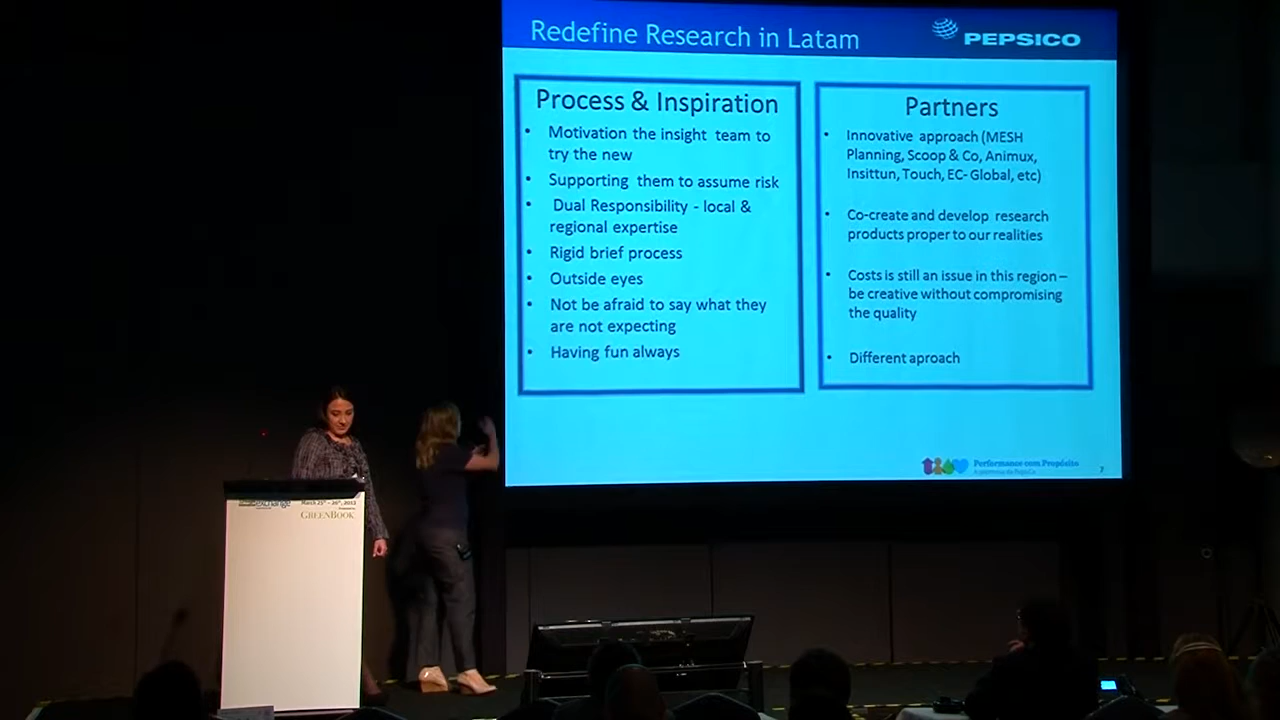 Redefine Research in Latam
PEPSICO
Process & Inspiration
• Motivation the insight team to
try the new
• Supporting them to assume risk
• Dual Responsibility - local &
regional expertise
• Rigid brief process
• Outside eyes
• Not be afraid to say what they
are not expecting
• Having fun always
Partners
• Innovative approach (MESH
Planning, Scoop & Co, Animux,
Insittun, Touch, EC- Global, etc)
• Co-create and develop research
products proper to our realities
• Costs is still an issue in this region –
be creative without compromising
the quality
• Different aproach
Performance com Propósito
7
exchange
GREENBOOK